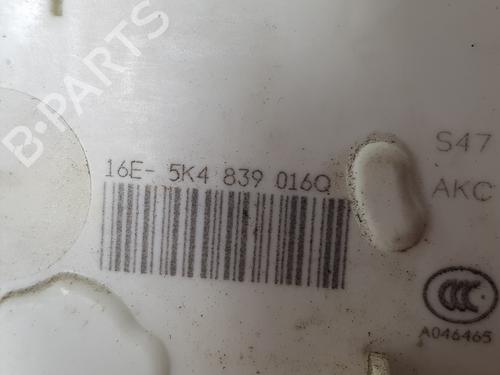 B-PARTS
S47
16E- 5K4 839 016Q
AKC
CCC
A046465